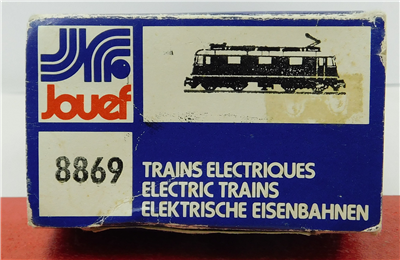 Jouef
8869
TRAINS ELECTRIQUES
ELECTRIC TRAINS
ELEKTRISCHE EISENBAHNEN